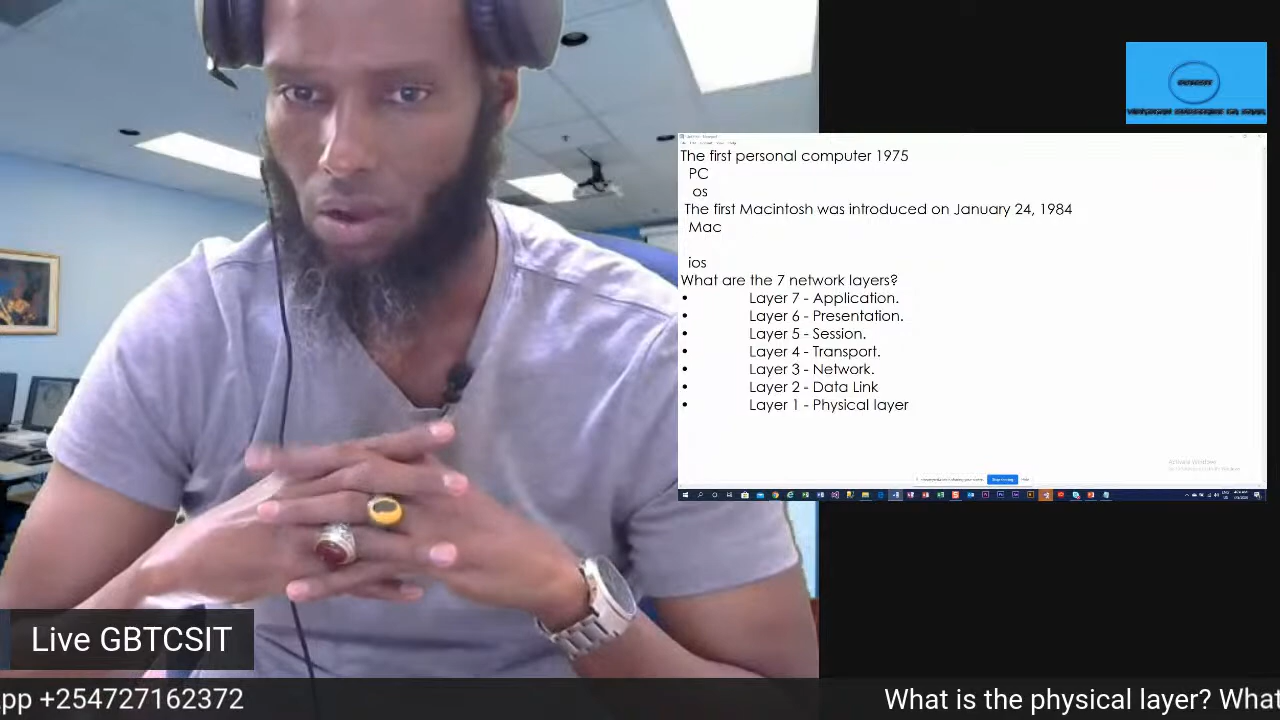 The first personal computer 1975
PC
os
The first Macintosh was introduced on January 24, 1984
Mac
ios
What are the 7 network layers?
• Layer 7 - Application.
• Layer 6 - Presentation.
• Layer 5 - Session.
• Layer 4 - Transport.
• Layer 3 - Network.
• Layer 2 - Data Link
• Layer 1 - Physical layer
Activate Windows
Live GBTCSIT
pp +254727162372
What is the physical layer? What